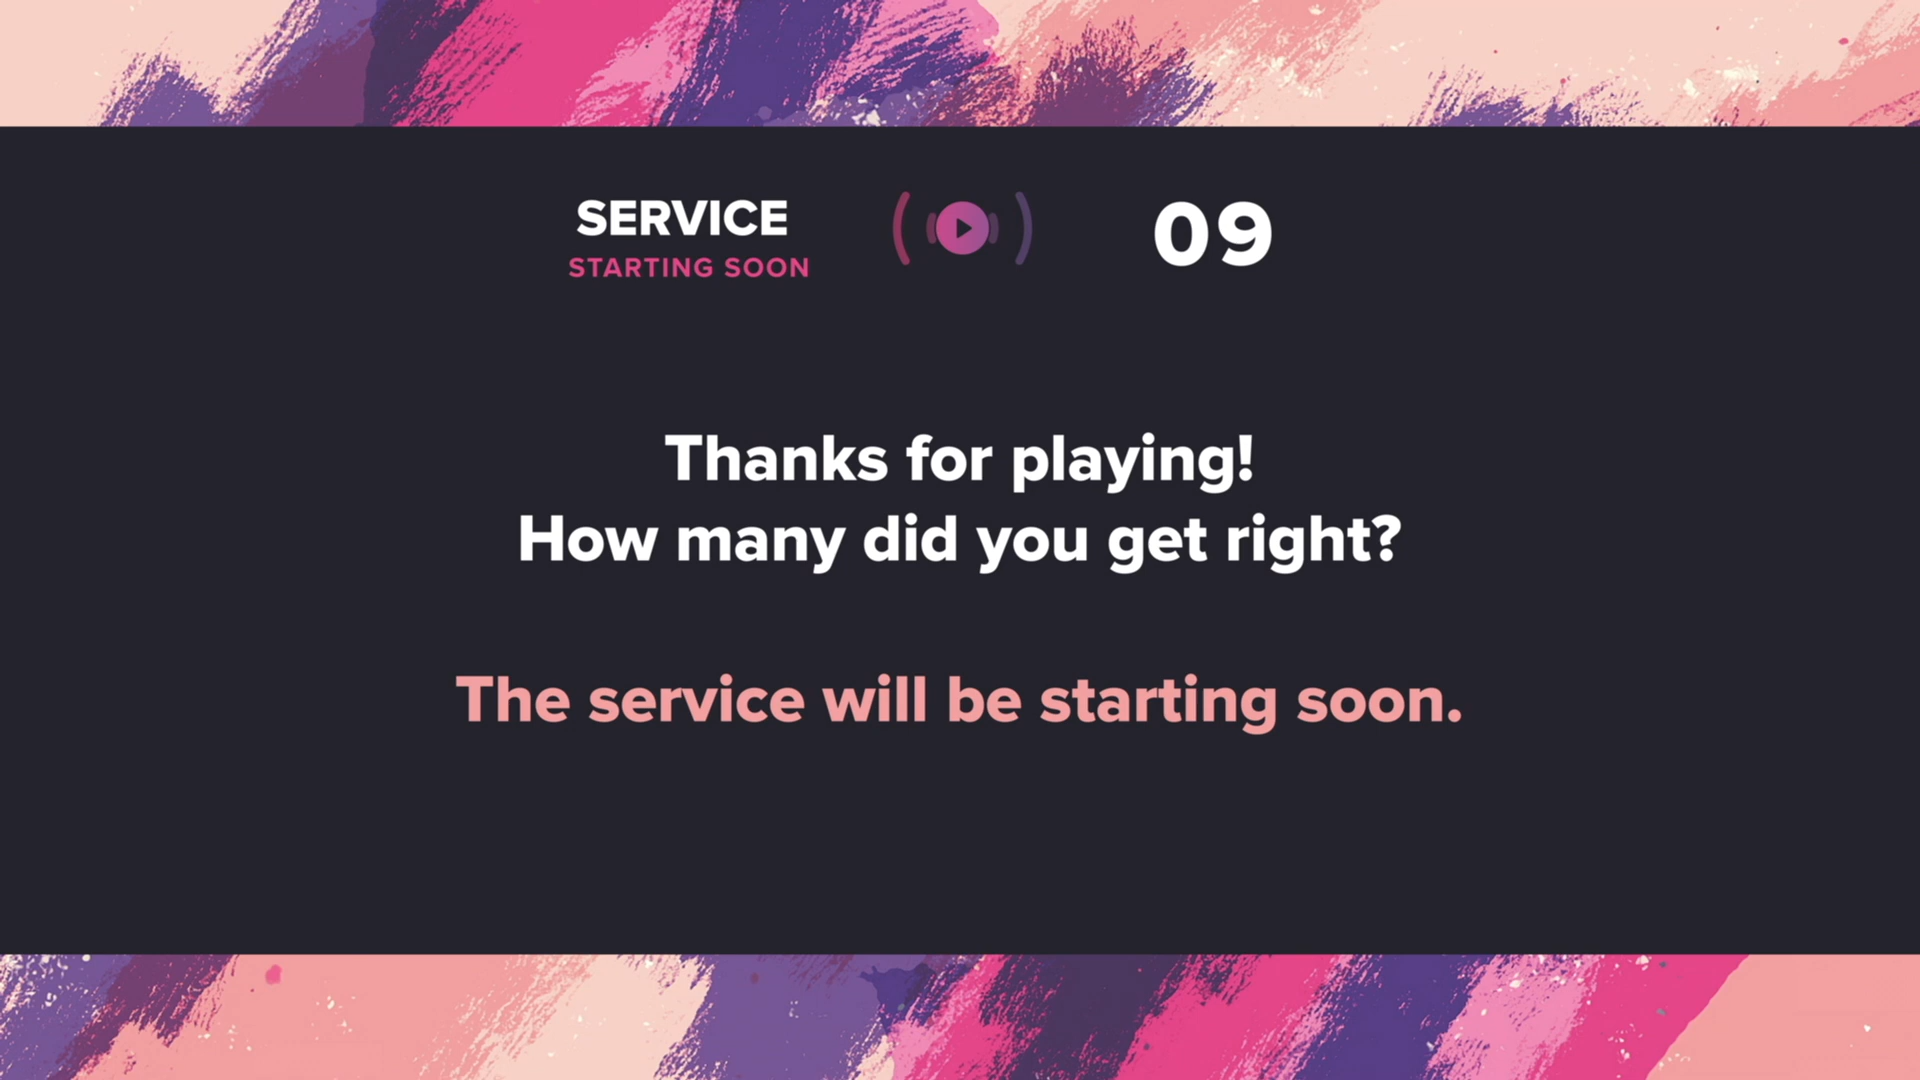 SERVICE
STARTING SOON
09
Thanks for playing!
How many did you get right?
The service will be starting soon.